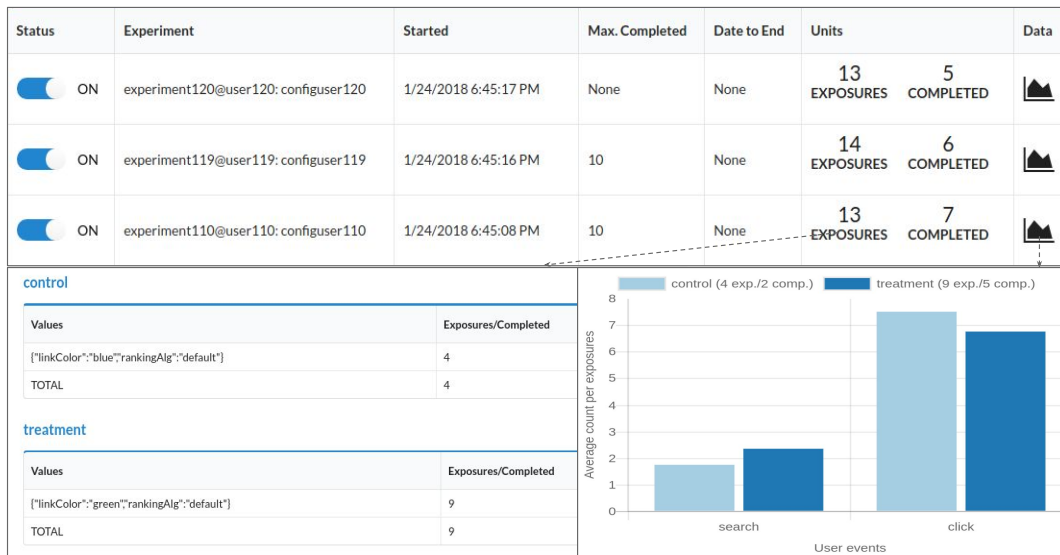 Status Experiment Started Max. Completed Date to End Units Data
ON experiment120@user120: configuser120 1/24/2018 6:45:17 PM None None 13 EXPOSURES 5 COMPLETED
ON experiment119@user119: configuser119 1/24/2018 6:45:16 PM 10 None 14 EXPOSURES 6 COMPLETED
ON experiment110@user110: configuser110 1/24/2018 6:45:08 PM 10 None 13 EXPOSURES 7 COMPLETED
control
Values Exposures/Completed
{"linkColor":"blue","rankingAlg":"default"} 4
TOTAL 4
treatment
Values Exposures/Completed
{"linkColor":"green","rankingAlg":"default"} 9
TOTAL 9
control (4 exp./2 comp.) treatment (9 exp./5 comp.)
Average count per exposures
8
7
6
5
4
3
2
1
0
search click
User events